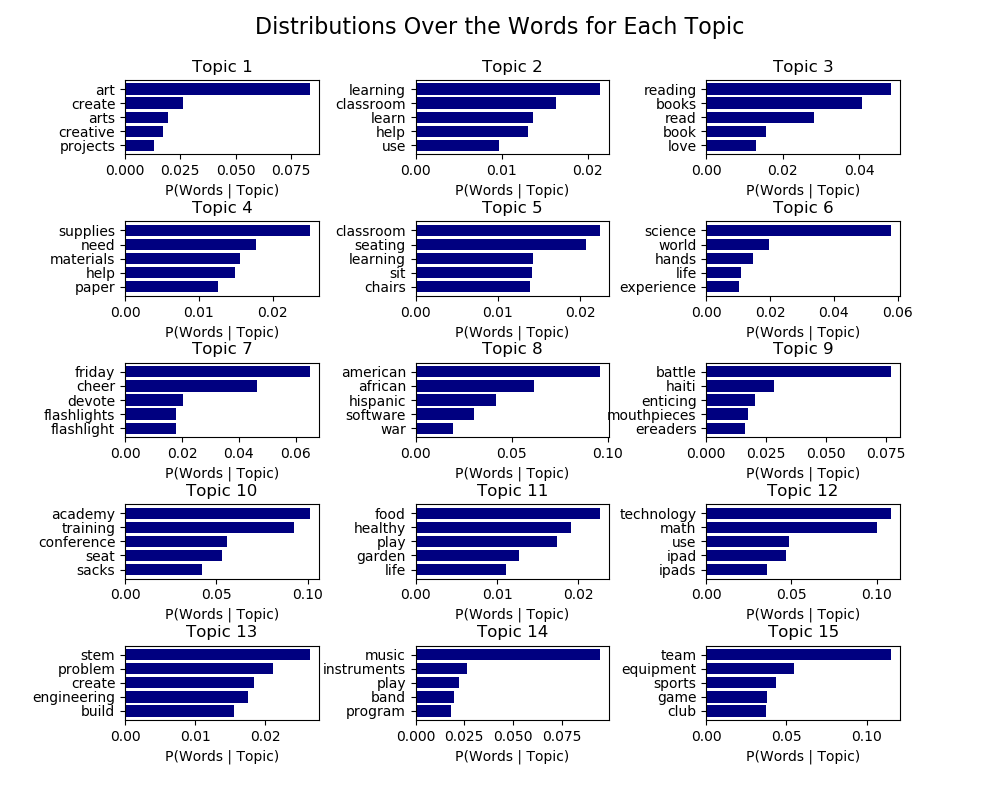 Distributions Over the Words for Each Topic
Topic 1
art
create
arts
creative
projects
0.000 0.025 0.050 0.075
P(Words | Topic)
Topic 2
learning
classroom
learn
help
use
0.00 0.01 0.02
P(Words | Topic)
Topic 3
reading
books
read
book
love
0.00 0.02 0.04
P(Words | Topic)
Topic 4
supplies
need
materials
help
paper
0.00 0.01 0.02
P(Words | Topic)
Topic 5
classroom
seating
learning
sit
chairs
0.00 0.01 0.02
P(Words | Topic)
Topic 6
science
world
hands
life
experience
0.00 0.02 0.04 0.06
P(Words | Topic)
Topic 7
friday
cheer
devote
flashlights
flashlight
0.00 0.02 0.04 0.06
P(Words | Topic)
Topic 8
american
african
hispanic
software
war
0.00 0.05 0.10
P(Words | Topic)
Topic 9
battle
haiti
enticing
mouthpieces
ereaders
0.000 0.025 0.050 0.075
P(Words | Topic)
Topic 10
academy
training
conference
seat
sacks
0.00 0.05 0.10
P(Words | Topic)
Topic 11
food
healthy
play
garden
life
0.00 0.01 0.02
P(Words | Topic)
Topic 12
technology
math
use
ipad
ipads
0.00 0.05 0.10
P(Words | Topic)
Topic 13
stem
problem
create
engineering
build
0.00 0.01 0.02
P(Words | Topic)
Topic 14
music
instruments
play
band
program
0.000 0.025 0.050 0.075
P(Words | Topic)
Topic 15
team
equipment
sports
game
club
0.00 0.05 0.10
P(Words | Topic)